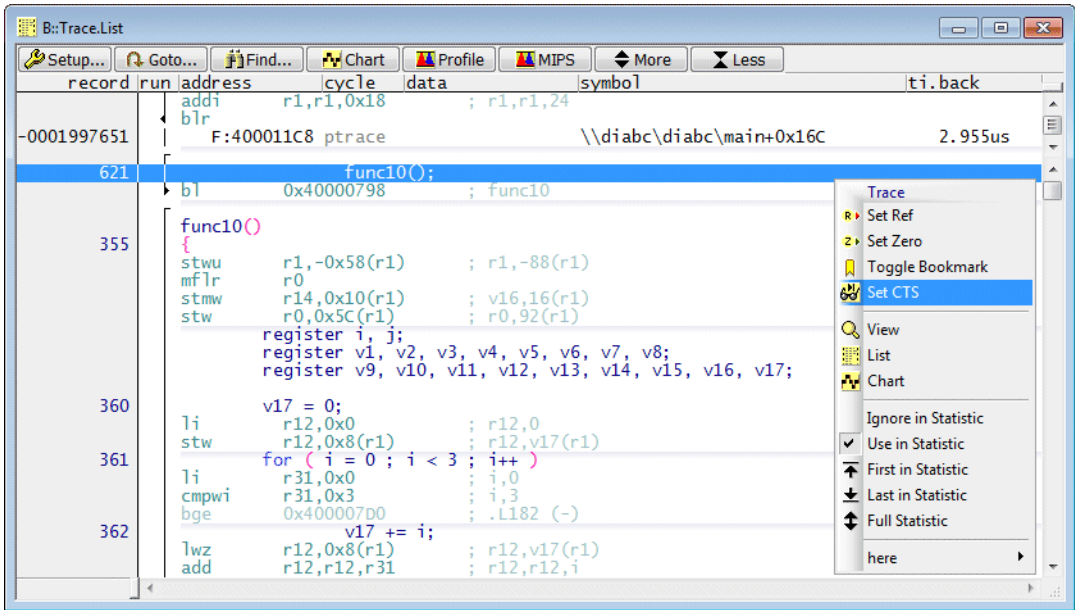 B::Trace.List
Setup... Goto... Find... Chart Profile MIPS More Less
record run address cycle data symbol ti.back
addi r1,r1,0x18 ; r1,r1,24
blr
-0001997651 F:400011C8 ptrace \\diabc\diabc\main+0x16C 2.955us
621 func10();
bl 0x40000798 ; func10
func10()
355 {
stwu r1,-0x58(r1) ; r1,-88(r1)
mflr r0
stmw r14,0x10(r1) ; v16,16(r1)
stw r0,0x5C(r1) ; r0,92(r1)
register i, j;
register v1, v2, v3, v4, v5, v6, v7, v8;
register v9, v10, v11, v12, v13, v14, v15, v16, v17;
360 v17 = 0;
li r12,0x0 ; r12,0
stw r12,0x8(r1) ; r12,v17(r1)
361 for ( i = 0 ; i < 3 ; i++ )
li r31,0x0 ; i,0
cmpwi r31,0x3 ; i,3
bge 0x400007D0 ; .L182 (-)
362 v17 += i;
lwz r12,0x8(r1) ; r12,v17(r1)
add r12,r12,r31 ; r12,r12,i
Trace
Set Ref
Set Zero
Toggle Bookmark
Set CTS
View
List
Chart
Ignore in Statistic
Use in Statistic
First in Statistic
Last in Statistic
Full Statistic
here